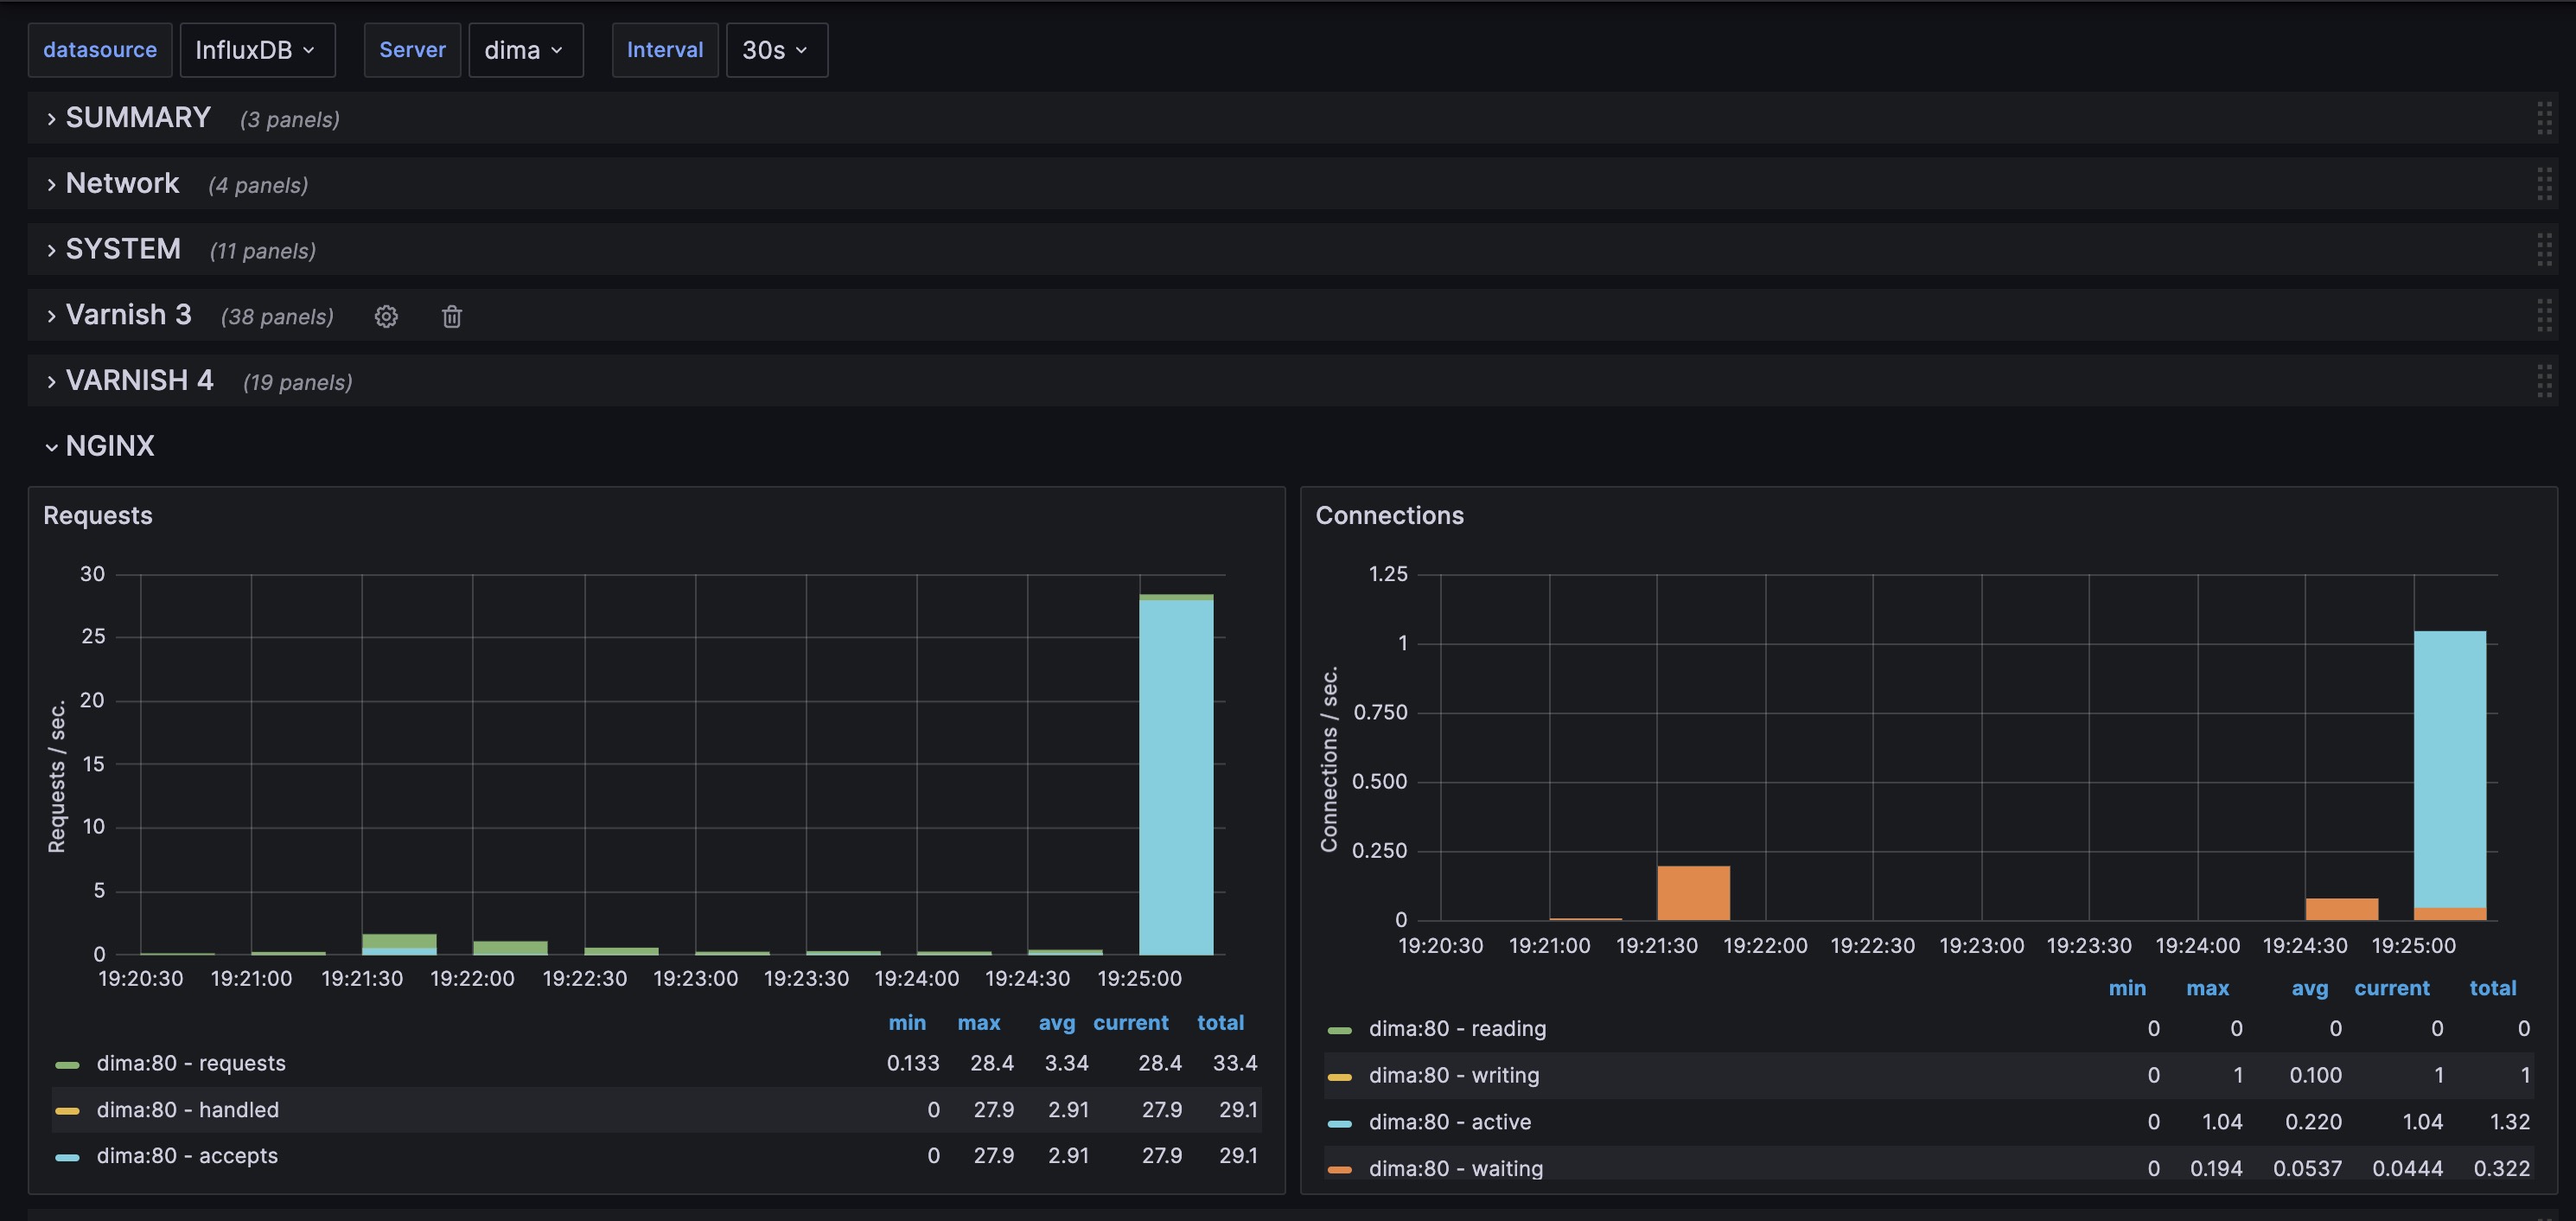 datasource InfluxDB Server dima Interval 30s
SUMMARY (3 panels)
Network (4 panels)
SYSTEM (11 panels)
Varnish 3 (38 panels)
VARNISH 4 (19 panels)
NGINX
Requests
30
25
20
15
10
5
0
Requests / sec.
19:20:30 19:21:00 19:21:30 19:22:00 19:22:30 19:23:00 19:23:30 19:24:00 19:24:30 19:25:00
min max avg current total
dima:80 - requests 0.133 28.4 3.34 28.4 33.4
dima:80 - handled 0 27.9 2.91 27.9 29.1
dima:80 - accepts 0 27.9 2.91 27.9 29.1
Connections
1.25
1
0.750
0.500
0.250
0
Connections / sec.
19:20:30 19:21:00 19:21:30 19:22:00 19:22:30 19:23:00 19:23:30 19:24:00 19:24:30 19:25:00
min max avg current total
dima:80 - reading 0 0 0 0 0
dima:80 - writing 0 1 0.100 1 1
dima:80 - active 0 1.04 0.220 1.04 1.32
dima:80 - waiting 0 0.194 0.0537 0.0444 0.322